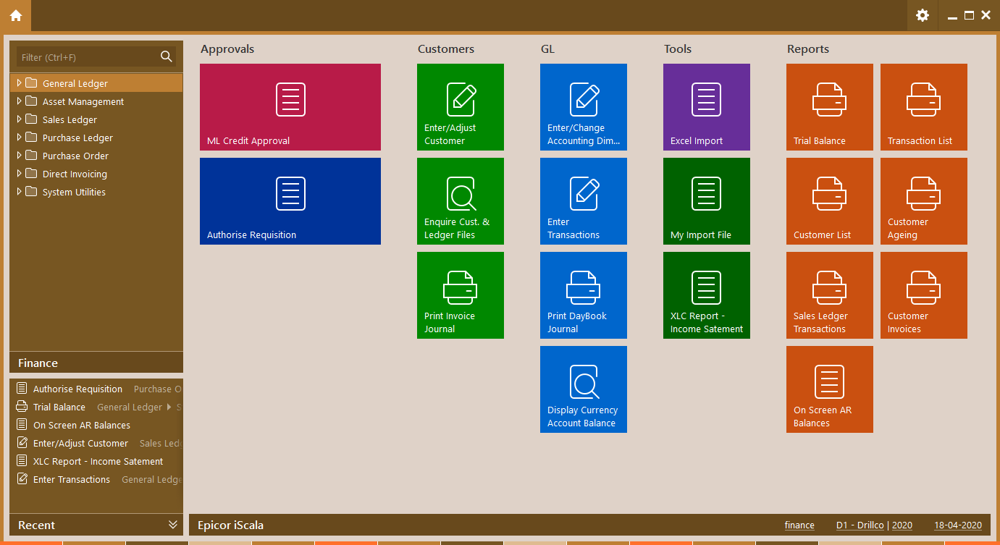 Filter (Ctrl+F)
General Ledger
Asset Management
Sales Ledger
Purchase Ledger
Purchase Order
Direct Invoicing
System Utilities
Finance
Authorise Requisition Purchase O
Trial Balance General Ledger S
On Screen AR Balances
Enter/Adjust Customer Sales Led
XLC Report - Income Satement
Enter Transactions General Ledge
Recent
Approvals
ML Credit Approval
Authorise Requisition
Customers
Enter/Adjust
Customer
Enquire Cust. &
Ledger Files
Print Invoice
Journal
GL
Enter/Change
Accounting Dim...
Enter
Transactions
Print DayBook
Journal
Display Currency
Account Balance
Tools
Excel Import
My Import File
XLC Report -
Income Satement
Reports
Trial Balance
Transaction List
Customer List
Customer
Ageing
Sales Ledger
Transactions
Customer
Invoices
On Screen AR
Balances
Epicor iScala finance D1 - Drillco | 2020 18-04-2020